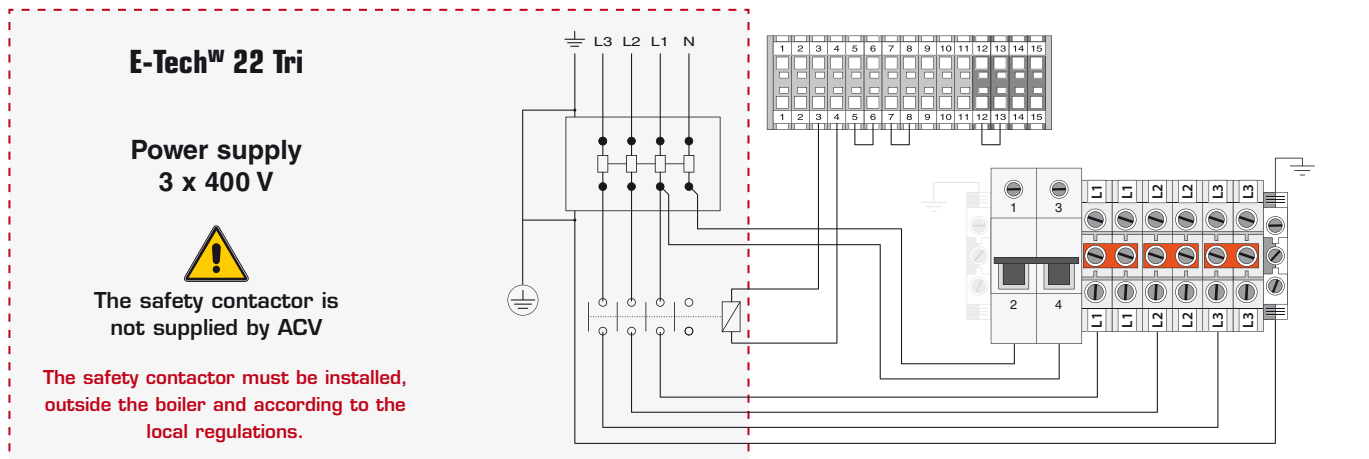 E-Techᵂ 22 Tri
Power supply
3 x 400 V
The safety contactor is
not supplied by ACV
The safety contactor must be installed,
outside the boiler and according to the
local regulations.
L3 L2 L1 N
1 2 3 4 5 6 7 8 9 10 11 12 13 14 15
1 2 3 4 5 6 7 8 9 10 11 12 13 14 15
1 3
L1 L1 L2 L2 L3 L3
2 4
L1 L1 L2 L2 L3 L3